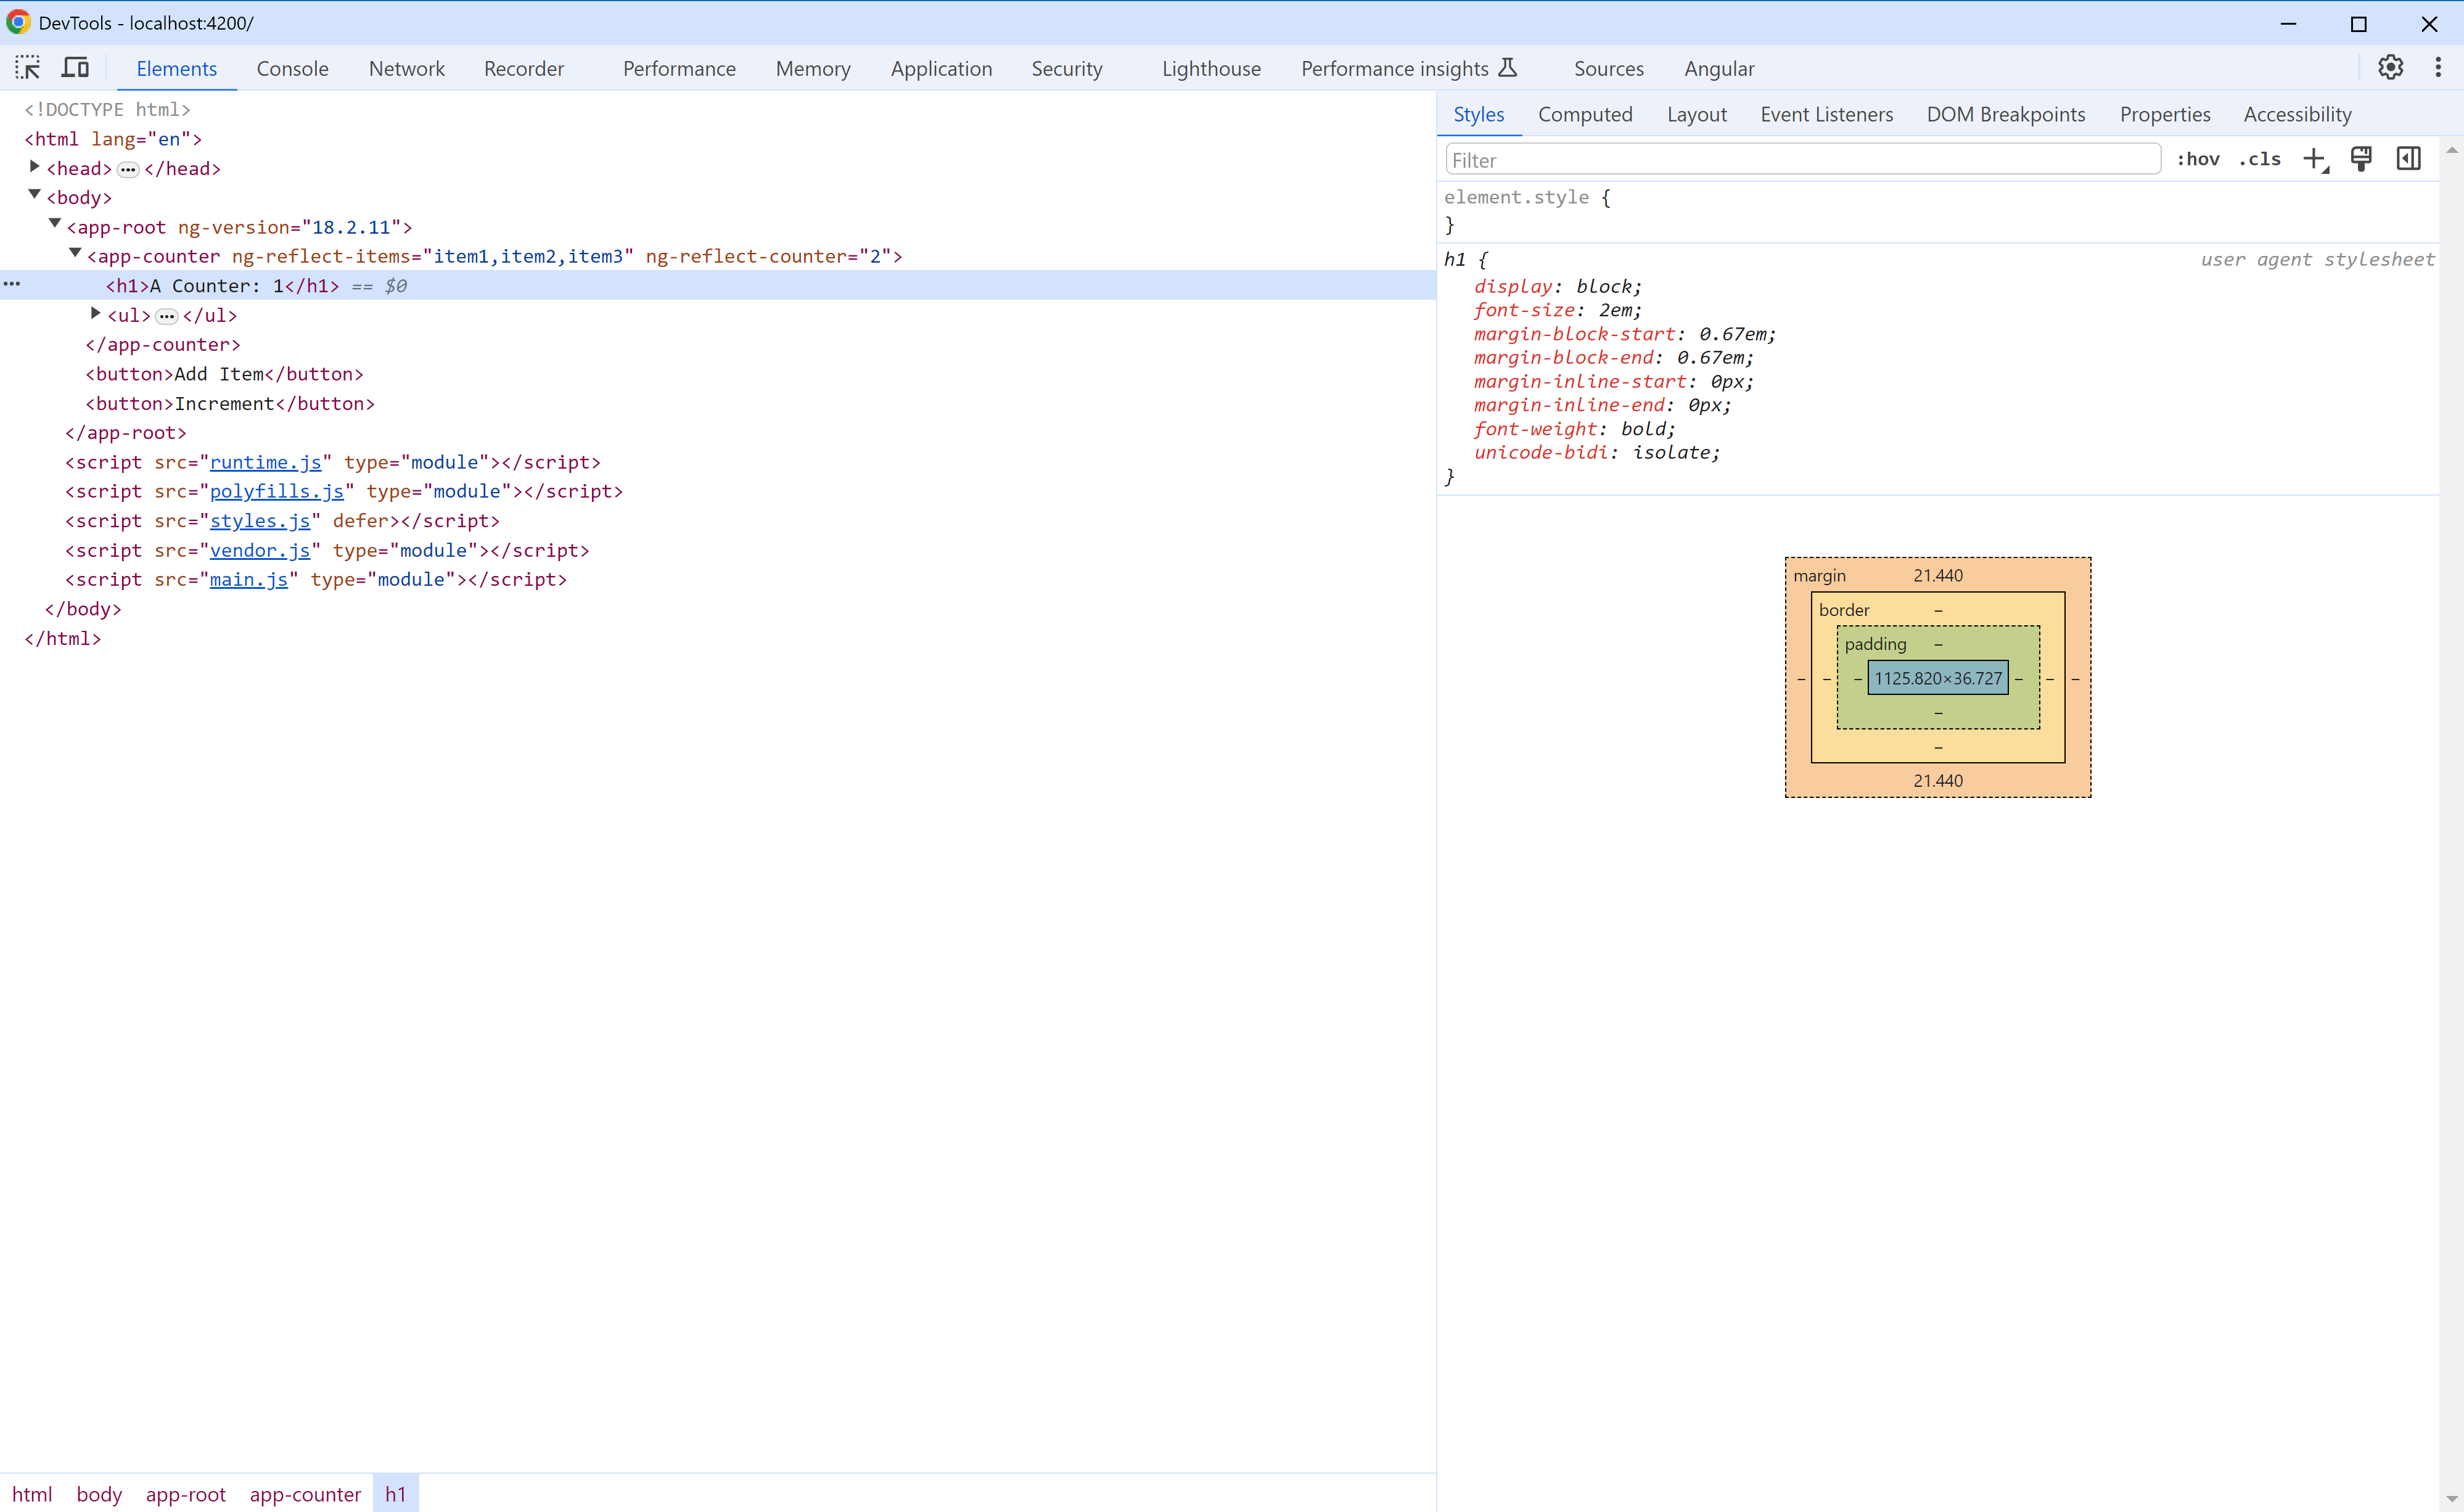 DevTools - localhost:4200/
Elements Console Network Recorder Performance Memory Application Security Lighthouse Performance insights Sources Angular
<!DOCTYPE html>
<html lang="en">
<head> ••• </head>
<body>
<app-root ng-version="18.2.11">
<app-counter ng-reflect-items="item1,item2,item3" ng-reflect-counter="2">
••• <h1>A Counter: 1</h1> == $0
<ul> ••• </ul>
</app-counter>
<button>Add Item</button>
<button>Increment</button>
</app-root>
<script src="runtime.js" type="module"></script>
<script src="polyfills.js" type="module"></script>
<script src="styles.js" defer></script>
<script src="vendor.js" type="module"></script>
<script src="main.js" type="module"></script>
</body>
</html>
html body app-root app-counter h1
Styles Computed Layout Event Listeners DOM Breakpoints Properties Accessibility
Filter :hov .cls
element.style {
}
h1 { user agent stylesheet
display: block;
font-size: 2em;
margin-block-start: 0.67em;
margin-block-end: 0.67em;
margin-inline-start: 0px;
margin-inline-end: 0px;
font-weight: bold;
unicode-bidi: isolate;
}
margin 21.440
border –
padding –
– – – 1125.820×36.727 – – –
–
–
21.440